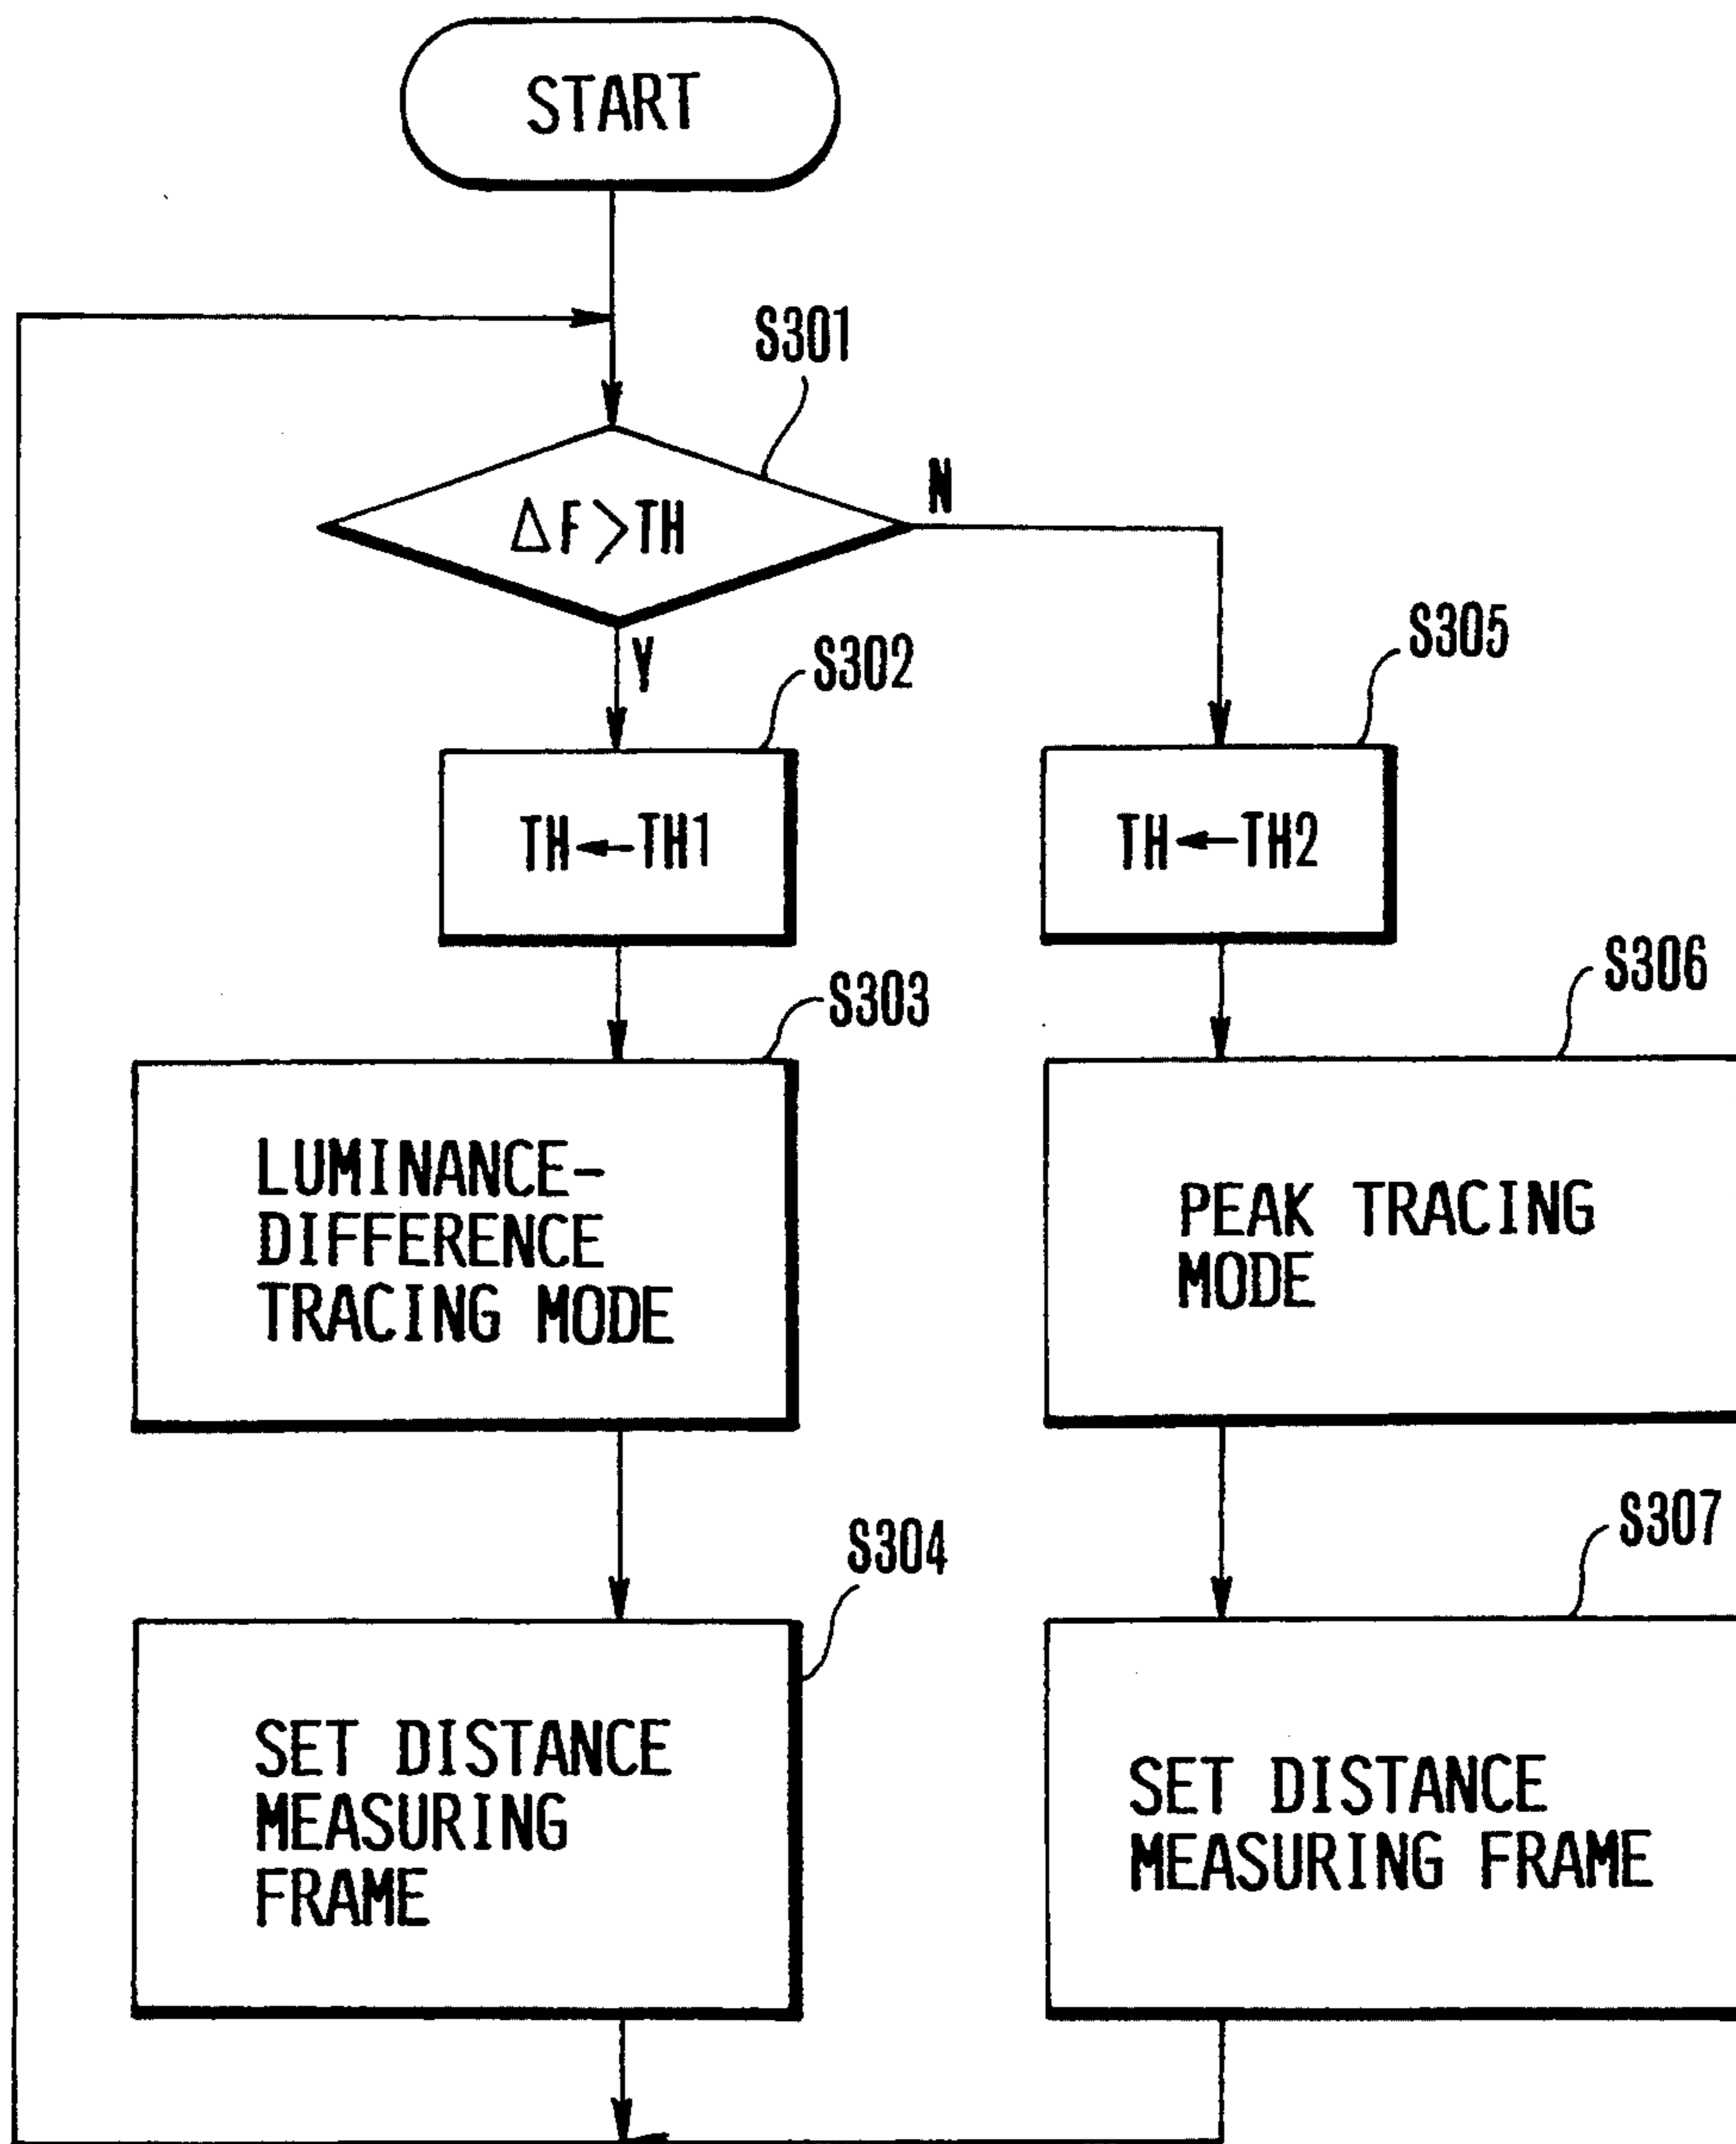 START
S301
ΔF>TH
N
Y
S302
S305
TH←TH1
TH←TH2
S303
S306
LUMINANCE-
DIFFERENCE
TRACING MODE
PEAK TRACING
MODE
S304
S307
SET DISTANCE
MEASURING
FRAME
SET DISTANCE
MEASURING FRAME